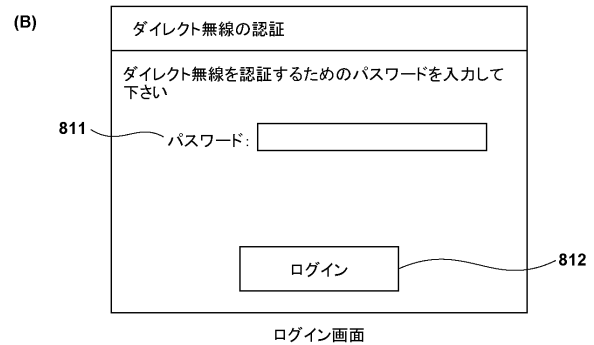 (B)
ダイレクト無線の認証
ダイレクト無線を認証するためのパスワードを入力して
下さい
811
パスワード:
ログイン
812
ログイン画面